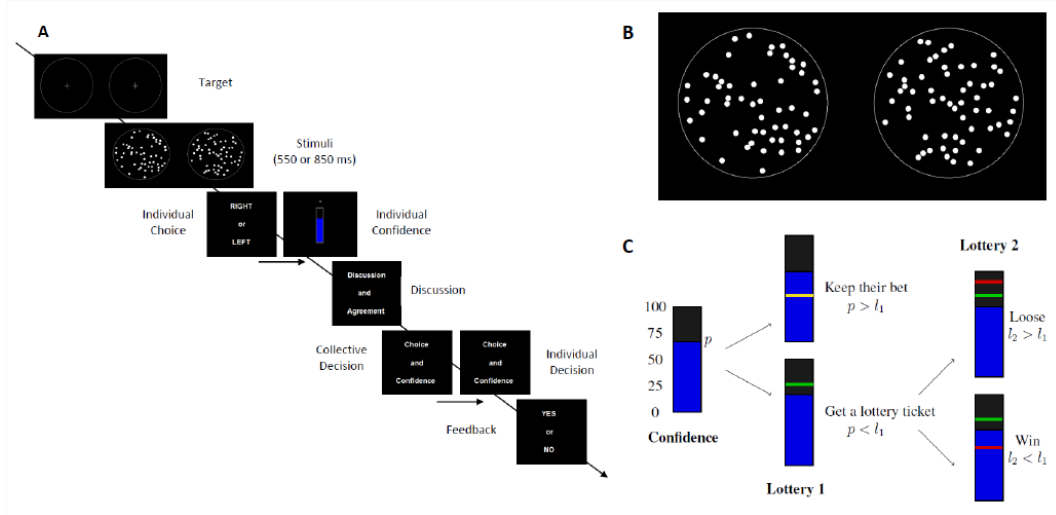 A
Target
Stimuli
(550 or 850 ms)
Individual
Choice
RIGHT
or
LEFT
Individual
Confidence
Discussion
and
Agreement
Discussion
Collective
Decision
Choice
and
Confidence
Choice
and
Confidence
Individual
Decision
Feedback
YES
or
NO
B
C
100
75
50
25
0
p
Confidence
Keep their bet
p > l₁
Get a lottery ticket
p < l₁
Lottery 1
Lottery 2
Loose
l₂ > l₁
Win
l₂ < l₁